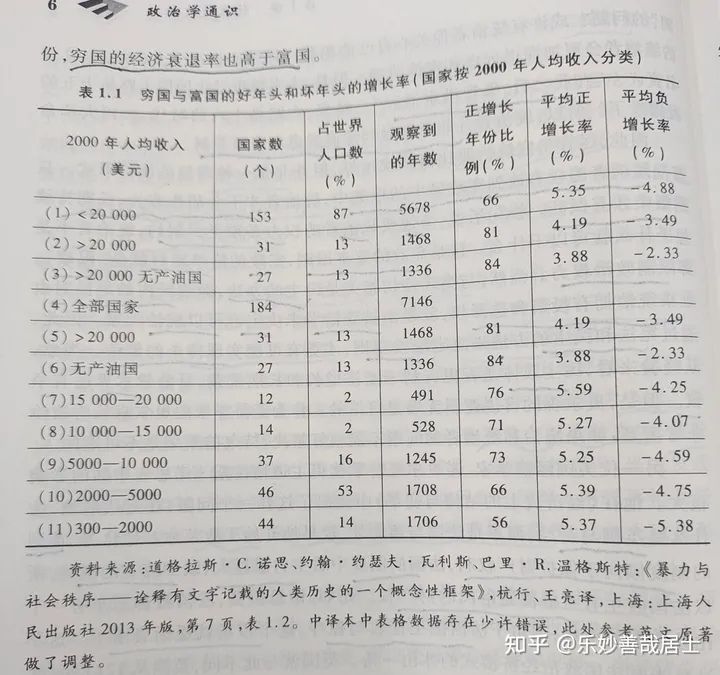 6 政治学通识
份,穷国的经济衰退率也高于富国。
表 1.1 穷国与富国的好年头和坏年头的增长率(国家按 2000 年人均收入分类)
2000 年人均收入(美元) 国家数(个) 占世界人口数(%) 观察到的年数 正增长年份比例(%) 平均正增长率(%) 平均负增长率(%)
(1)<20 000 153 87 5678 66 5.35 -4.88
(2)>20 000 31 13 1468 81 4.19 -3.49
(3)>20 000 无产油国 27 13 1336 84 3.88 -2.33
(4)全部国家 184 7146
(5)>20 000 31 13 1468 81 4.19 -3.49
(6)无产油国 27 13 1336 84 3.88 -2.33
(7)15 000—20 000 12 2 491 76 5.59 -4.25
(8)10 000—15 000 14 2 528 71 5.27 -4.07
(9)5000—10 000 37 16 1245 73 5.25 -4.59
(10)2000—5000 46 53 1708 66 5.39 -4.75
(11)300—2000 44 14 1706 56 5.37 -5.38
资料来源:道格拉斯·C.诺思、约翰·约瑟夫·瓦利斯、巴里·R.温格斯特:《暴力与
社会秩序——诠释有文字记载的人类历史的一个概念性框架》,杭行、王亮译,上海:上海人
民出版社 2013 年版,第 7 页,表 1.2。中译本中表格数据存在少许错误,此处参考英文原著
做了调整。
知乎 @乐妙善哉居士